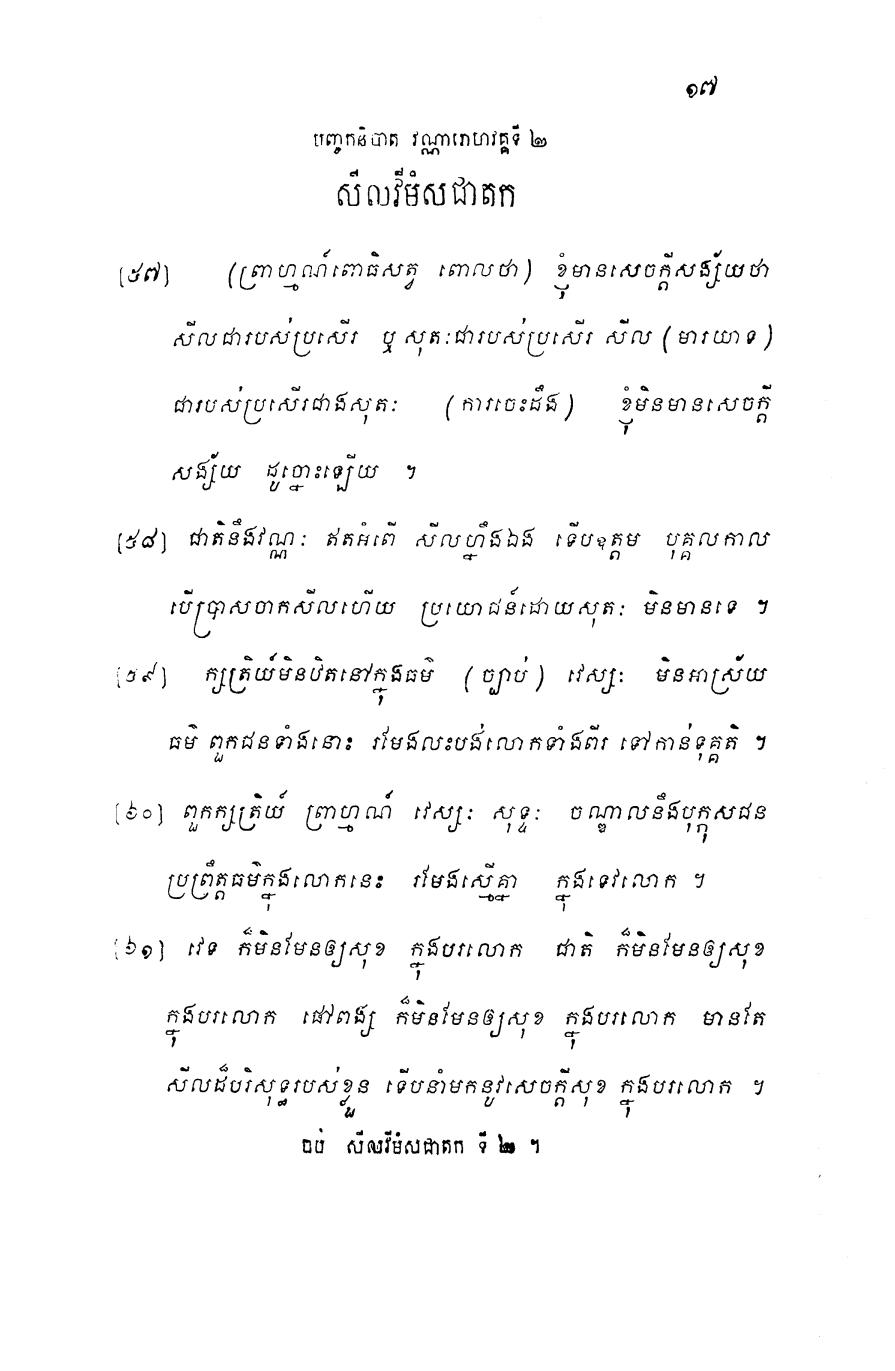 ១៧
បញ្ចកនិបាត វណ្ណារោហវគ្គទី ២
សីលវីមំសជាតក
[៥៧] (ព្រាហ្មណ៍ពោធិសត្វ ពោលថា) ខ្ញុំមានសេចក្ដីសង្ស័យថា
សីលជារបស់ប្រសើរ ឬ សុតៈជារបស់ប្រសើរ សីល (មារយាទ)
ជារបស់ប្រសើរជាងសុតៈ (ការចេះដឹង) ខ្ញុំមិនមានសេចក្ដី
សង្ស័យ ដូច្នោះឡើយ ។
[៥៨] ជាតិនឹងវណ្ណៈ ឥតអំពើ សីលហ្នឹងឯង ទើបឧត្តម បុគ្គលកាល
បើប្រាសចាកសីលហើយ ប្រយោជន៍ដោយសុតៈ មិនមានទេ ។
[៥៩] ក្សត្រិយ៍មិនឋិតនៅក្នុងធម៌ (ច្បាប់) វេស្សៈ មិនអាស្រ័យ
ធម៌ ពួកជនទាំងនោះ រមែងលះបង់លោកទាំងពីរ ទៅកាន់ទុគ្គតិ ។
[៦០] ពួកក្សត្រិយ៍ ព្រាហ្មណ៍ វេស្សៈ សុទ្ទៈ ចណ្ឌាលនឹងបុក្កុសជន
ប្រព្រឹត្តធម៌ក្នុងលោកនេះ រមែងស្មើគ្នា ក្នុងទេវលោក ។
[៦១] វេទ ក៏មិនមែនឲ្យសុខ ក្នុងបរលោក ជាតិ ក៏មិនមែនឲ្យសុខ
ក្នុងបរលោក ផៅពង្ស ក៏មិនមែនឲ្យសុខ ក្នុងបរលោក មានតែ
សីលដ៏បរិសុទ្ធរបស់ខ្លួន ទើបនាំមកនូវសេចក្ដីសុខ ក្នុងបរលោក ។
ចប់ សីលវីមំសជាតក ទី ២ ។